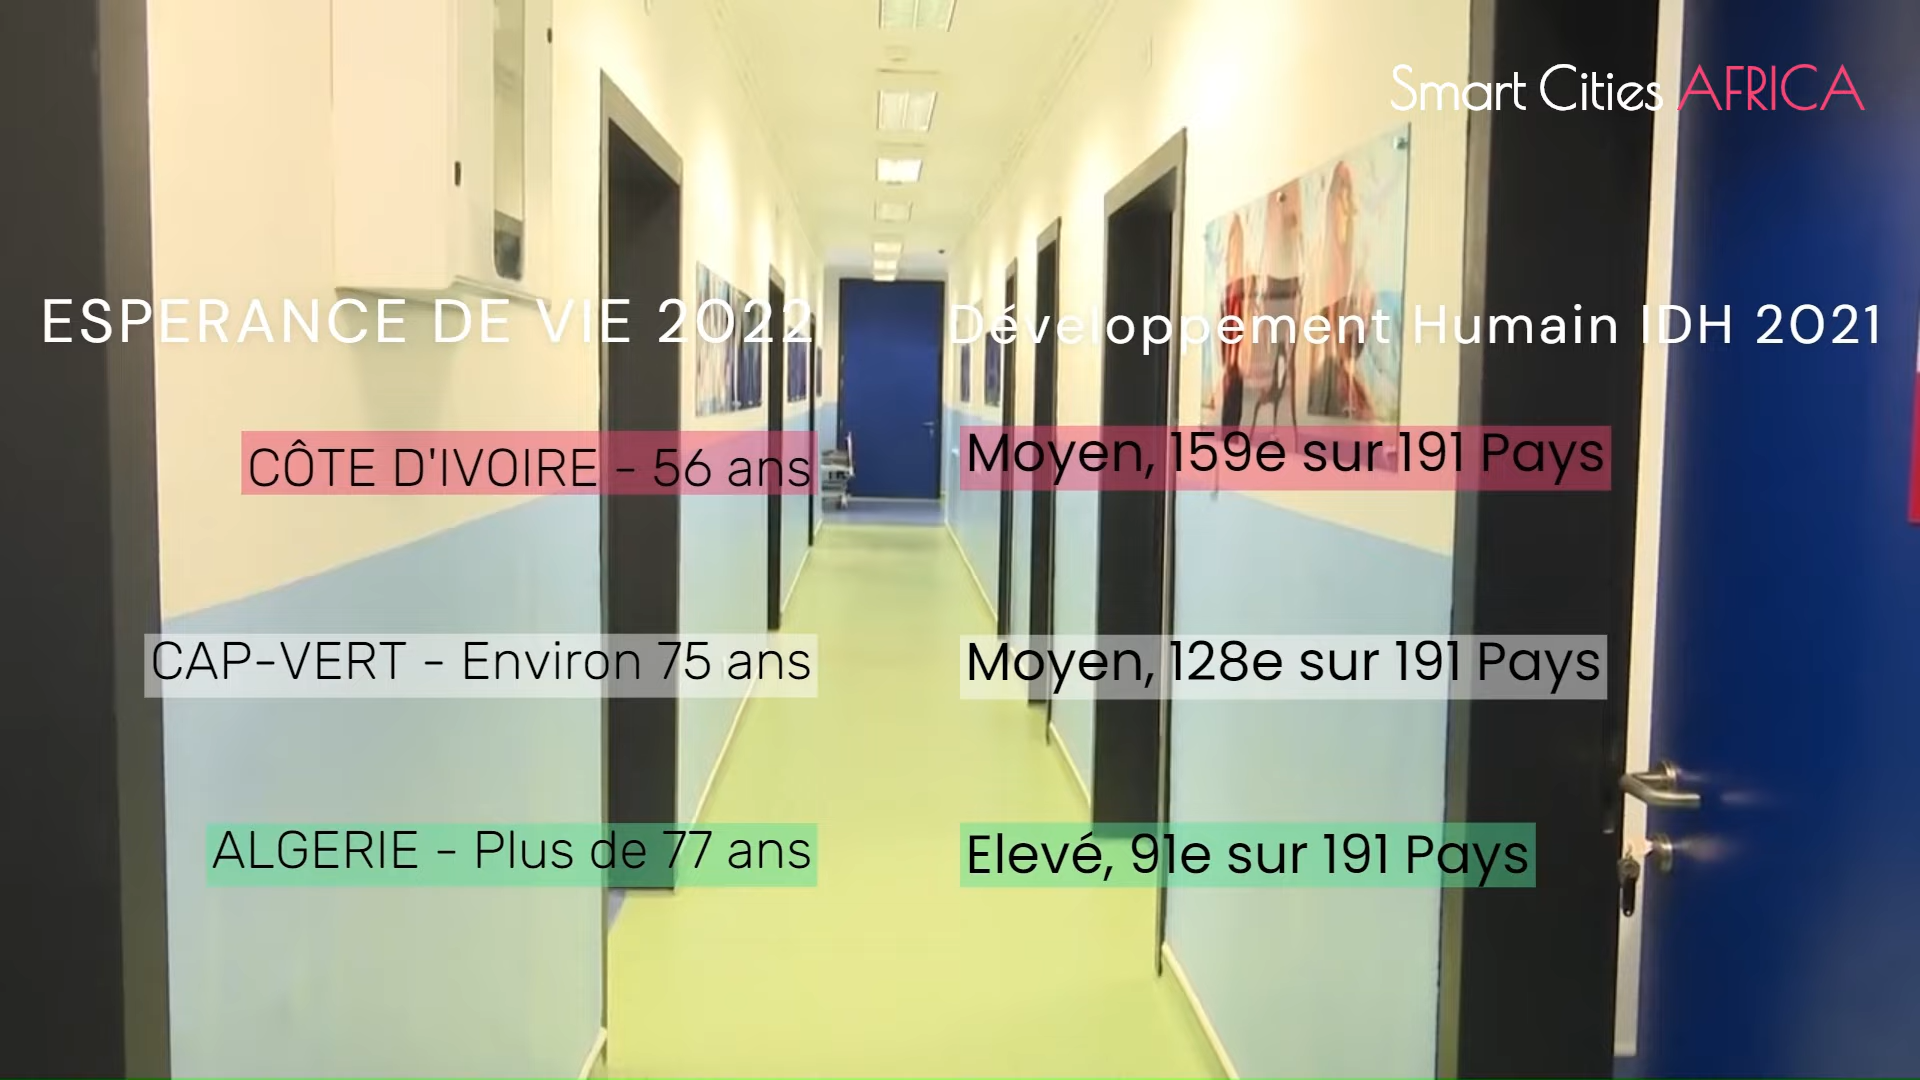 Smart Cities AFRICA
ESPERANCE DE VIE 2022
Développement Humain IDH 2021
CÔTE D'IVOIRE - 56 ans
Moyen, 159e sur 191 Pays
CAP-VERT - Environ 75 ans
Moyen, 128e sur 191 Pays
ALGERIE - Plus de 77 ans
Elevé, 91e sur 191 Pays